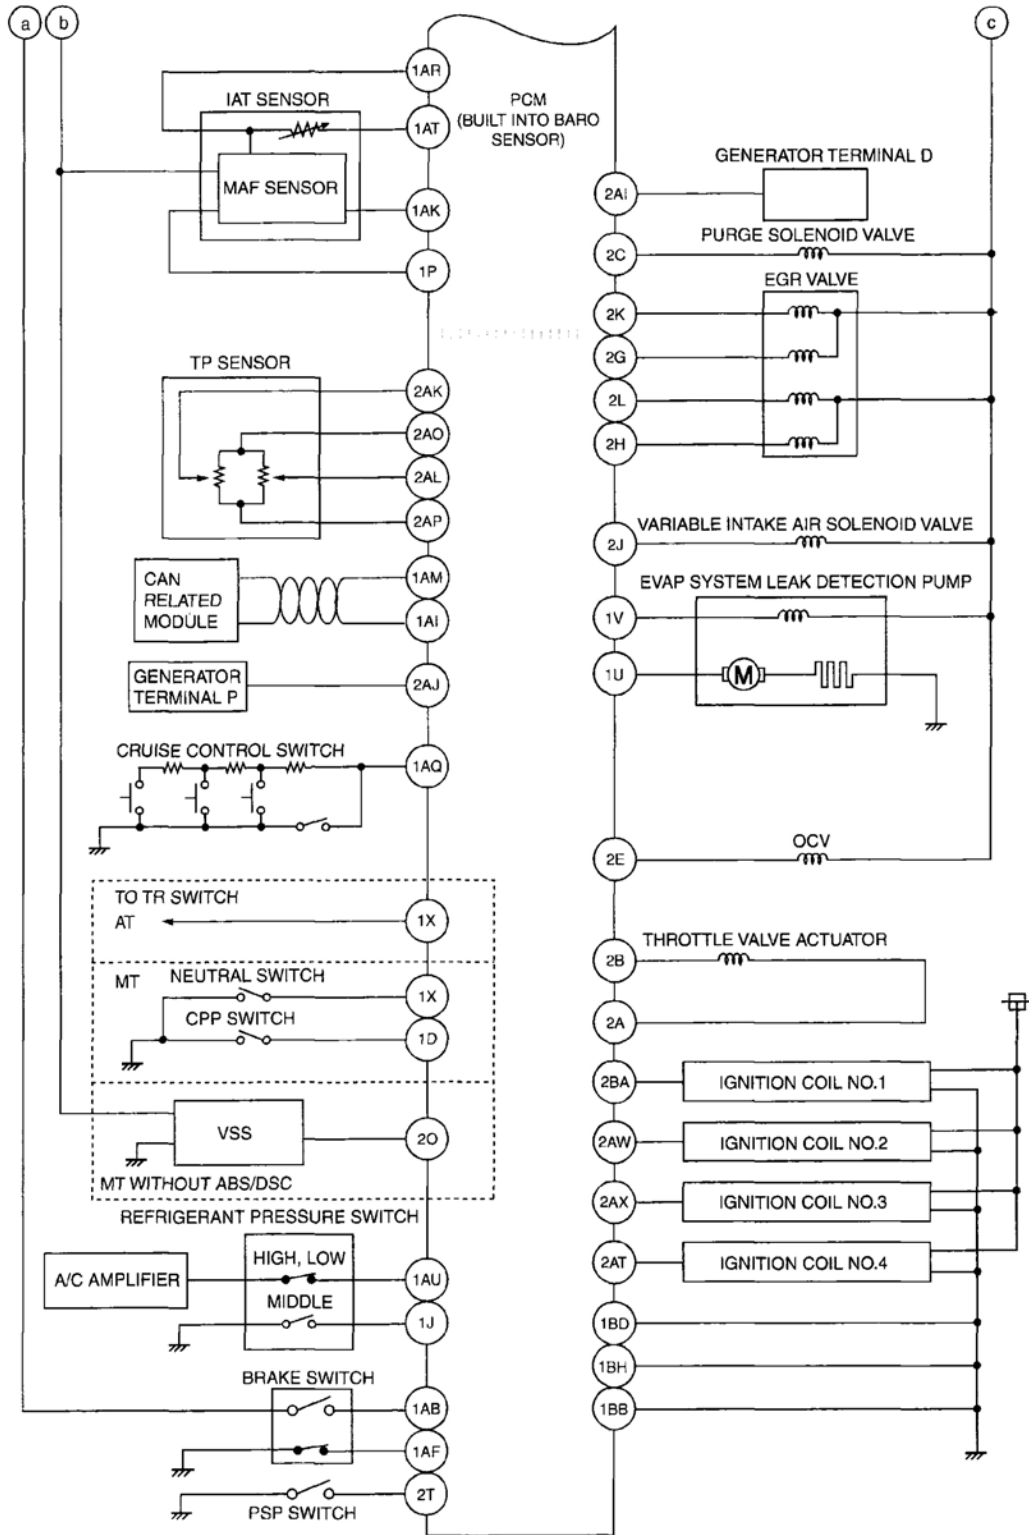 a
b
c
1AR
IAT SENSOR
1AT
MAF SENSOR
1AK
1P
PCM
(BUILT INTO BARO
SENSOR)
GENERATOR TERMINAL D
2AI
PURGE SOLENOID VALVE
2C
EGR VALVE
2K
2G
2L
2H
TP SENSOR
2AK
2AO
2AL
2AP
VARIABLE INTAKE AIR SOLENOID VALVE
2J
CAN
RELATED
MODULE
1AM
1AI
EVAP SYSTEM LEAK DETECTION PUMP
1V
1U
M
GENERATOR
TERMINAL P
2AJ
CRUISE CONTROL SWITCH
1AQ
OCV
2E
TO TR SWITCH
AT
1X
MT
NEUTRAL SWITCH
1X
CPP SWITCH
1D
THROTTLE VALVE ACTUATOR
2B
2A
VSS
2O
MT WITHOUT ABS/DSC
2BA
IGNITION COIL NO.1
2AW
IGNITION COIL NO.2
2AX
IGNITION COIL NO.3
2AT
IGNITION COIL NO.4
REFRIGERANT PRESSURE SWITCH
A/C AMPLIFIER
HIGH, LOW
1AU
MIDDLE
1J
1BD
1BH
1BB
BRAKE SWITCH
1AB
1AF
2T
PSP SWITCH